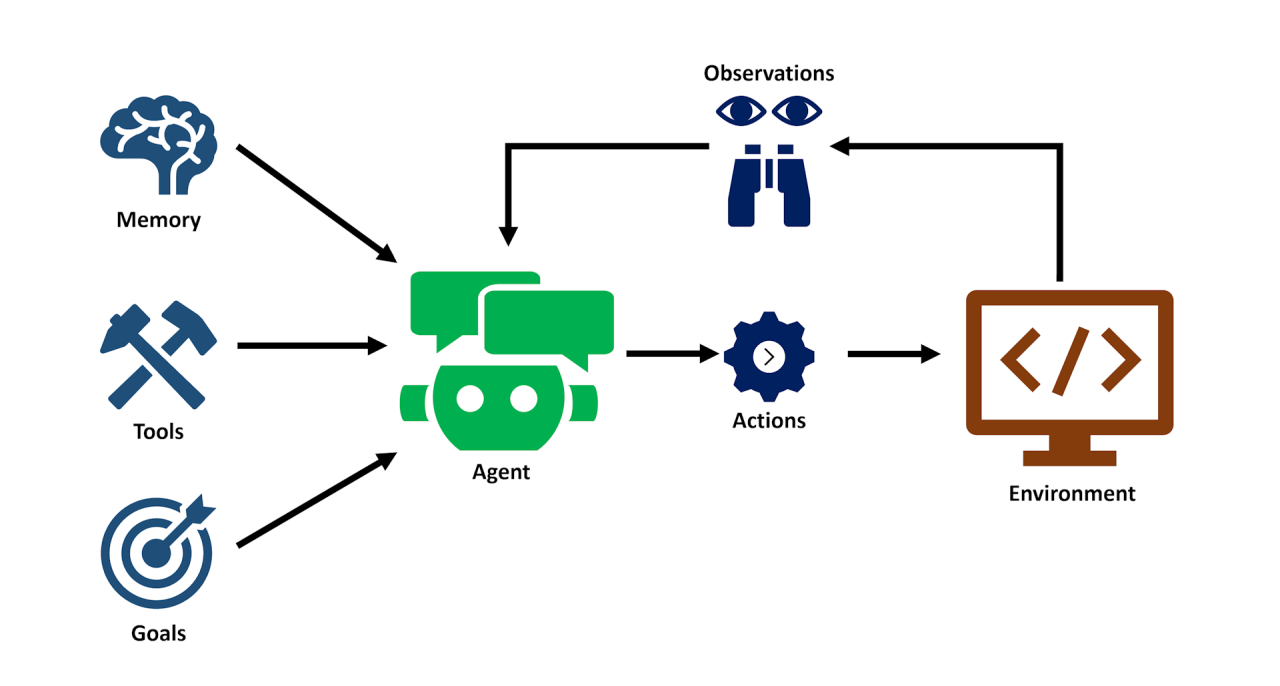 Observations
Memory
Tools
Agent
Actions
</>
Environment
Goals